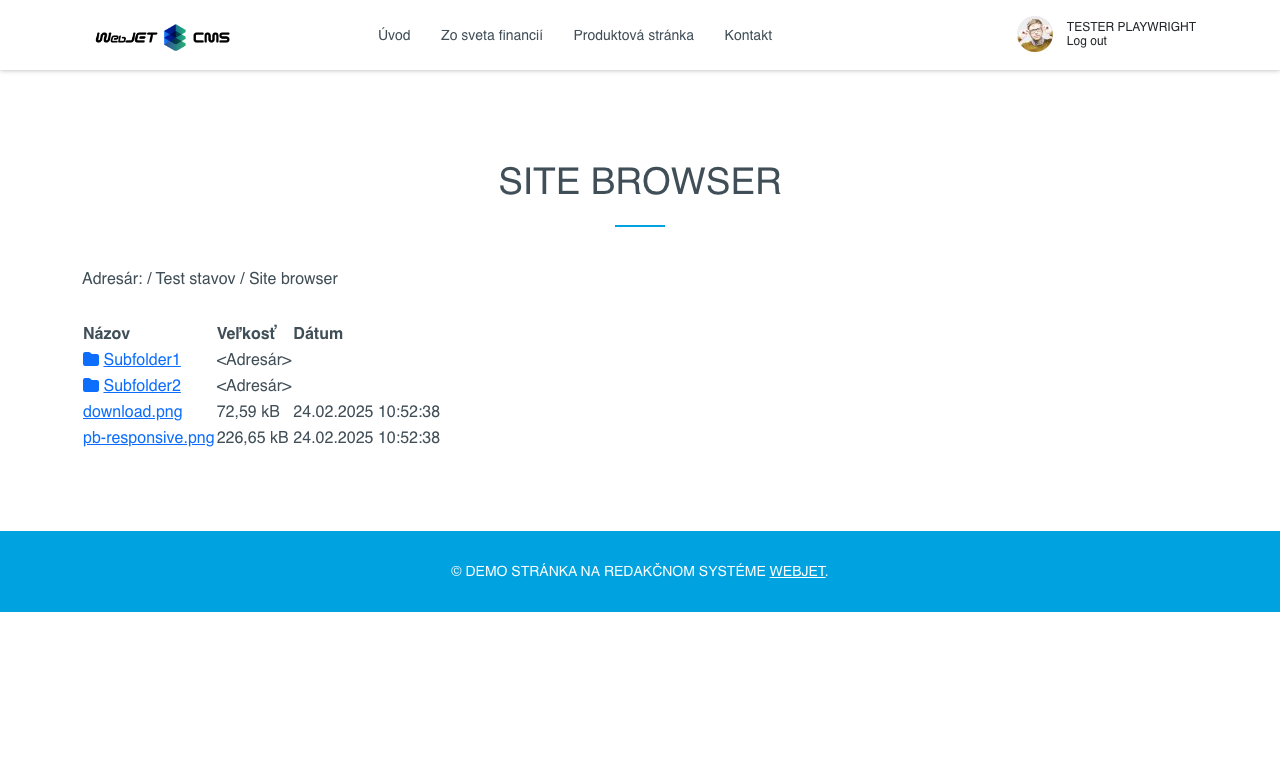 WebJET CMS
Úvod
Zo sveta financií
Produktová stránka
Kontakt
TESTER PLAYWRIGHT
Log out
SITE BROWSER
Adresár: / Test stavov / Site browser
Názov Veľkosť Dátum
Subfolder1 <Adresár>
Subfolder2 <Adresár>
download.png 72,59 kB 24.02.2025 10:52:38
pb-responsive.png 226,65 kB 24.02.2025 10:52:38
© DEMO STRÁNKA NA REDAKČNOM SYSTÉME WEBJET.